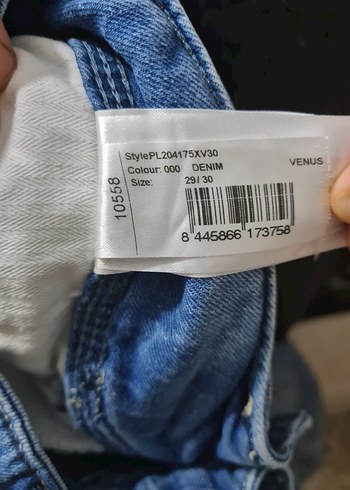 StylePL204175XV30
VENUS
Colour: 000 DENIM
Size: 29/30
10558
8 445866 173758